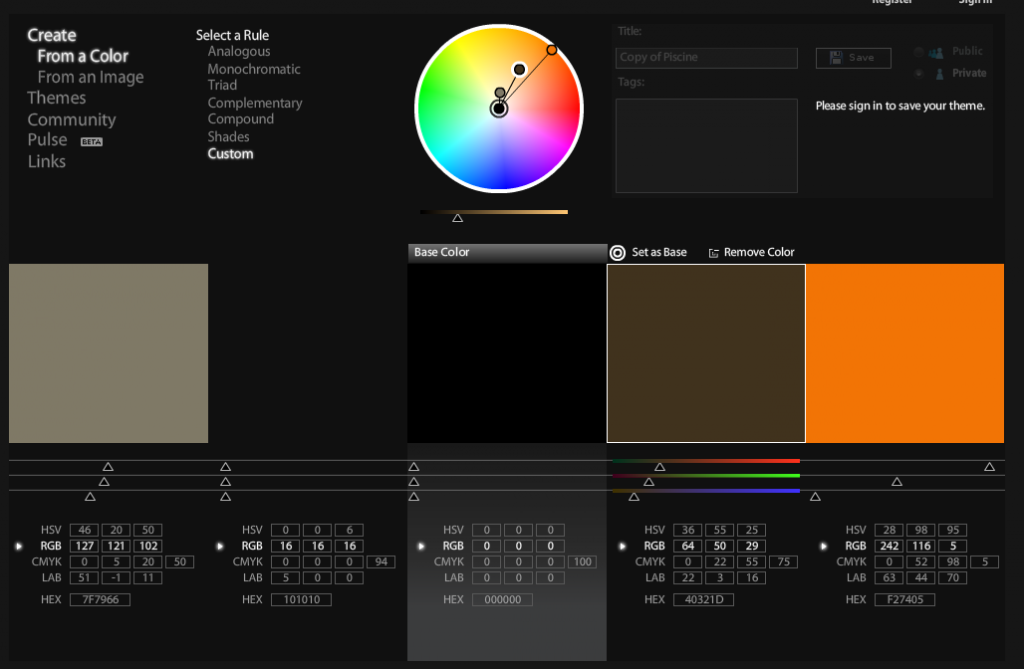 Register Sign In
Create
From a Color
From an Image
Themes
Community
Pulse BETA
Links
Select a Rule
Analogous
Monochromatic
Triad
Complementary
Compound
Shades
Custom
Title:
Copy of Piscine
Save
Public
Private
Tags:
Please sign in to save your theme.
Base Color
Set as Base
Remove Color
HSV 46 20 50
RGB 127 121 102
CMYK 0 5 20 50
LAB 51 -1 11
HEX 7F7966
HSV 0 0 6
RGB 16 16 16
CMYK 0 0 0 94
LAB 5 0 0
HEX 101010
HSV 0 0 0
RGB 0 0 0
CMYK 0 0 0 100
LAB 0 0 0
HEX 000000
HSV 36 55 25
RGB 64 50 29
CMYK 0 22 55 75
LAB 22 3 16
HEX 40321D
HSV 28 98 95
RGB 242 116 5
CMYK 0 52 98 5
LAB 63 44 70
HEX F27405